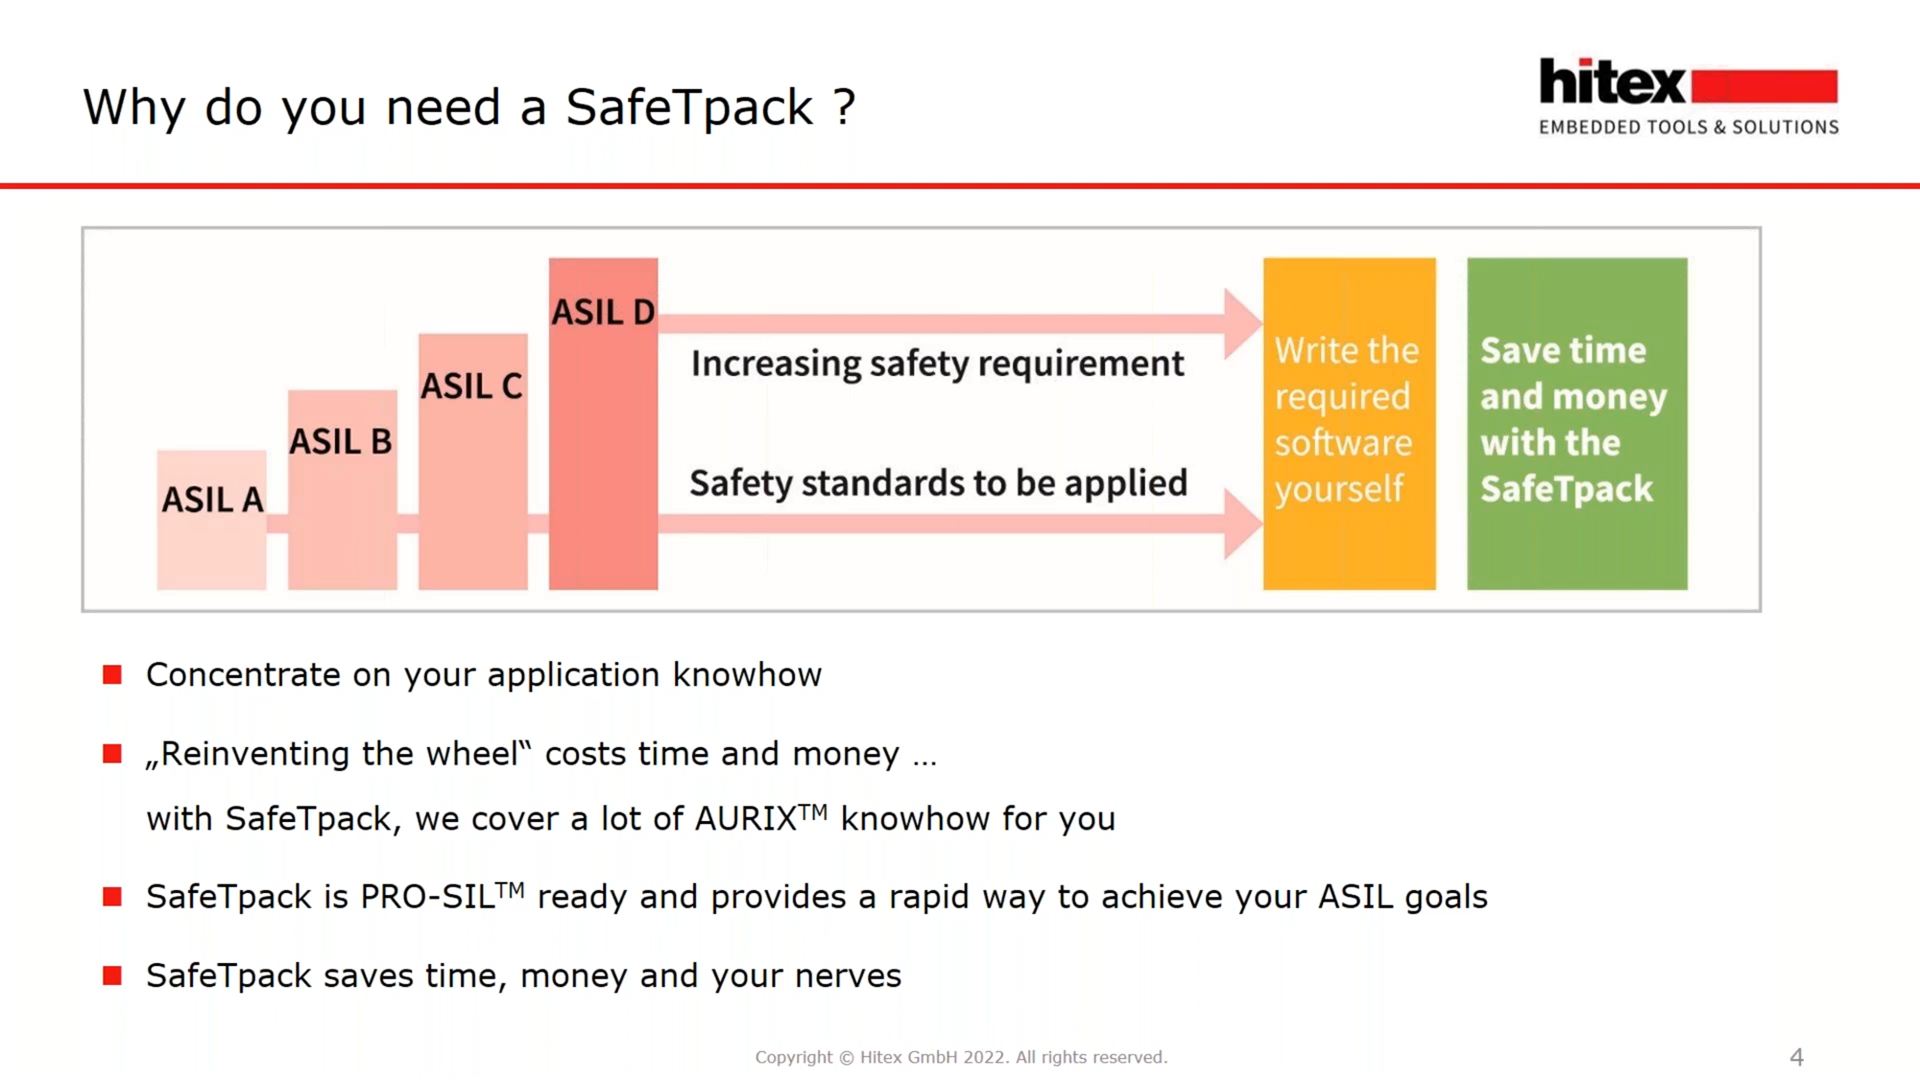 Why do you need a SafeTpack ?
hitex
EMBEDDED TOOLS & SOLUTIONS
ASIL A
ASIL B
ASIL C
ASIL D
Increasing safety requirement
Safety standards to be applied
Write the
required
software
yourself
Save time
and money
with the
SafeTpack
Concentrate on your application knowhow
„Reinventing the wheel‟ costs time and money ...
with SafeTpack, we cover a lot of AURIX™ knowhow for you
SafeTpack is PRO-SIL™ ready and provides a rapid way to achieve your ASIL goals
SafeTpack saves time, money and your nerves
Copyright © Hitex GmbH 2022. All rights reserved.
4